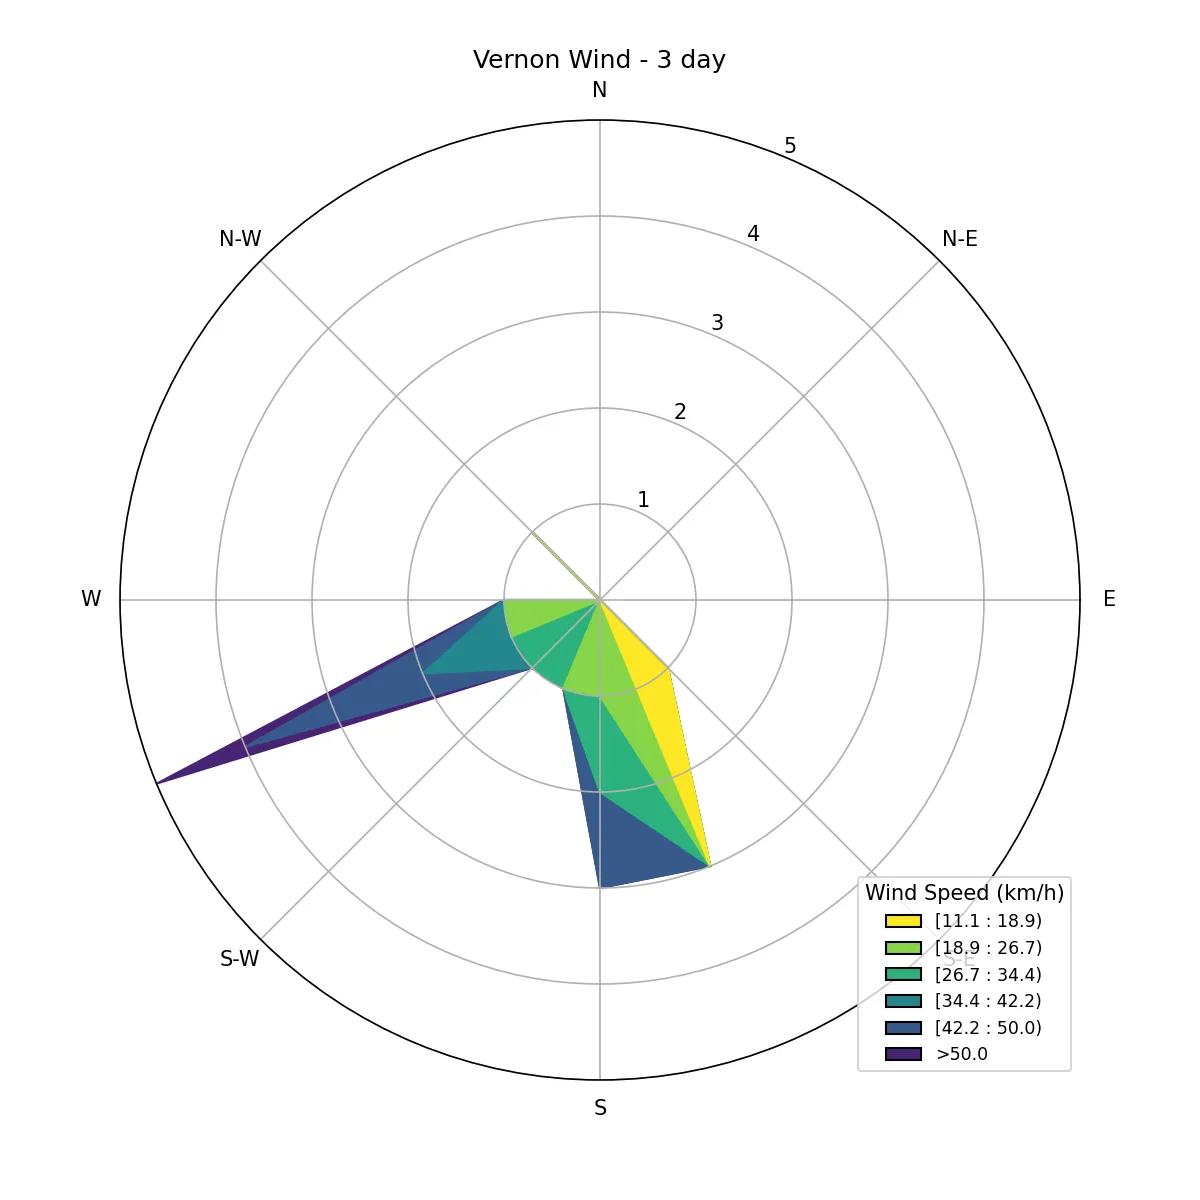 Vernon Wind - 3 day
N
5
N-W
N-E
4
3
2
1
W
E
Wind Speed (km/h)
[11.1 : 18.9)
[18.9 : 26.7)
S-W
S-E
[26.7 : 34.4)
[34.4 : 42.2)
[42.2 : 50.0)
>50.0
S